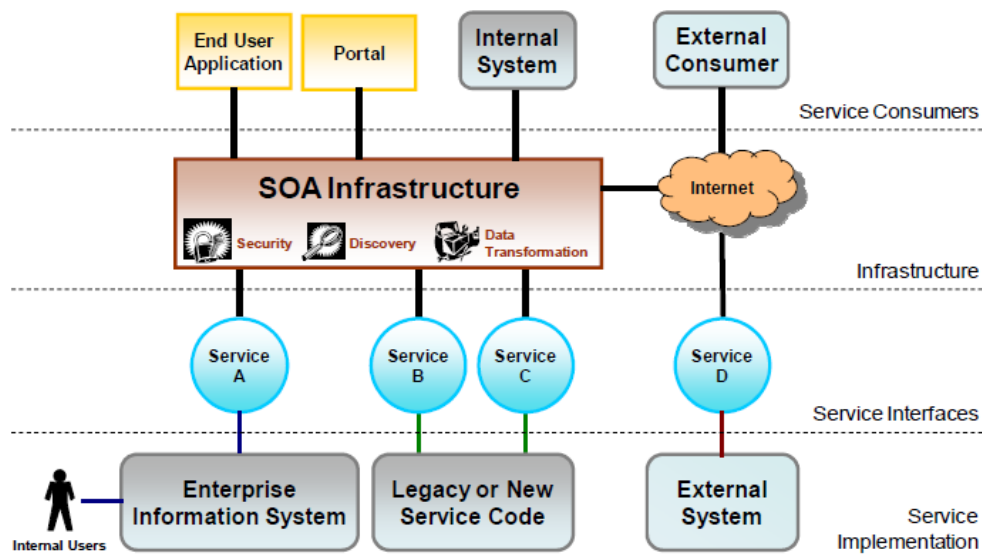 End User
Application
Portal
Internal
System
External
Consumer
Service Consumers
SOA Infrastructure
Internet
Security
Discovery
Data
Transformation
Infrastructure
Service
A
Service
B
Service
C
Service
D
Service Interfaces
Enterprise
Information System
Legacy or New
Service Code
External
System
Internal Users
Service
Implementation